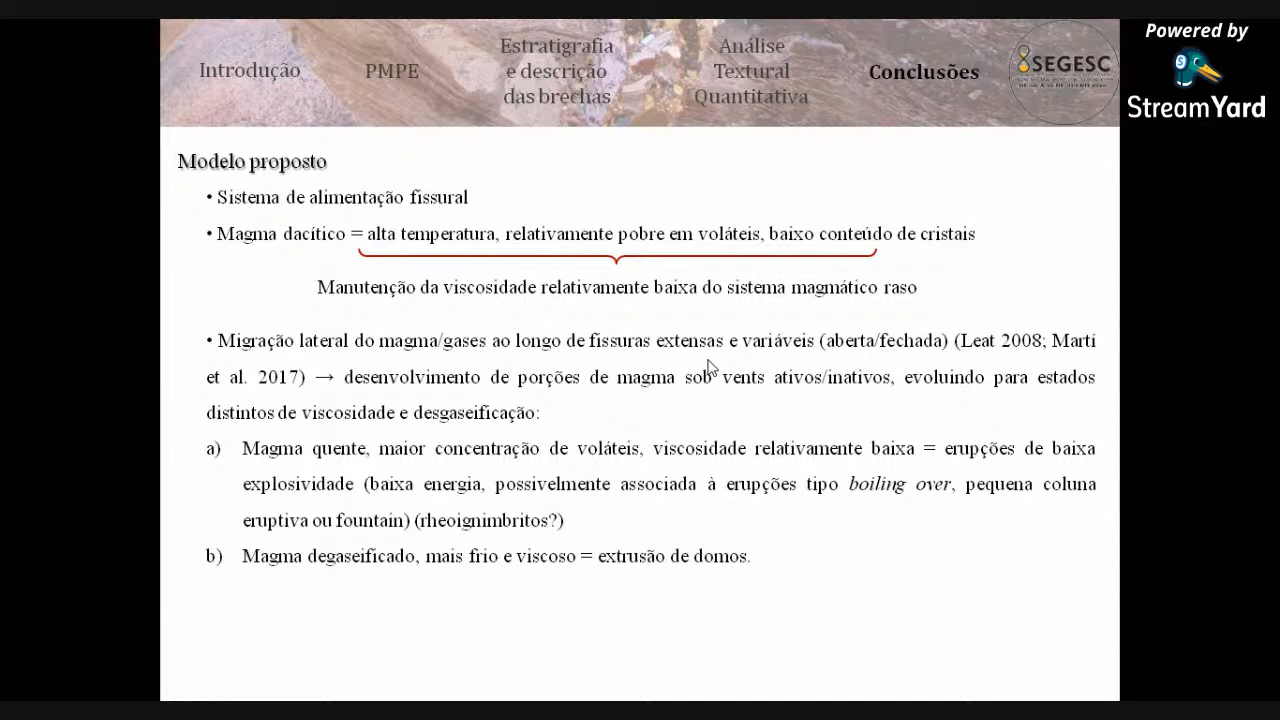 Powered by
StreamYard
Introdução
PMPE
Estratigrafia
e descrição
das brechas
Análise
Textural
Quantitativa
Conclusões
SEGESC
Modelo proposto
• Sistema de alimentação fissural
• Magma dacítico = alta temperatura, relativamente pobre em voláteis, baixo conteúdo de cristais
Manutenção da viscosidade relativamente baixa do sistema magmático raso
• Migração lateral do magma/gases ao longo de fissuras extensas e variáveis (aberta/fechada) (Leat 2008; Martí
et al. 2017) → desenvolvimento de porções de magma sob vents ativos/inativos, evoluindo para estados
distintos de viscosidade e desgaseificação:
a) Magma quente, maior concentração de voláteis, viscosidade relativamente baixa = erupções de baixa
explosividade (baixa energia, possivelmente associada à erupções tipo boiling over, pequena coluna
eruptiva ou fountain) (rheoignimbritos?)
b) Magma degaseificado, mais frio e viscoso = extrusão de domos.